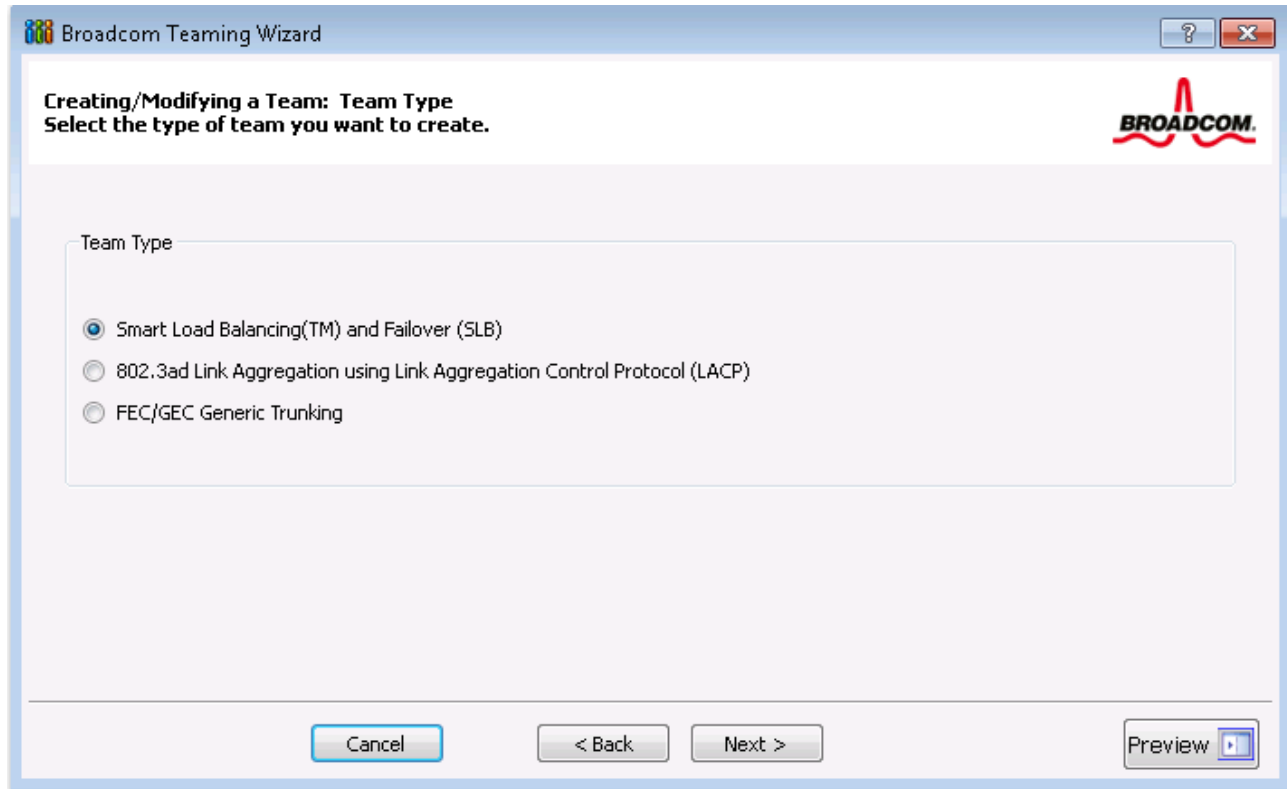 Broadcom Teaming Wizard
?
Creating/Modifying a Team: Team Type
Select the type of team you want to create.
BROADCOM.
Team Type
Smart Load Balancing(TM) and Failover (SLB)
802.3ad Link Aggregation using Link Aggregation Control Protocol (LACP)
FEC/GEC Generic Trunking
Cancel
< Back
Next >
Preview